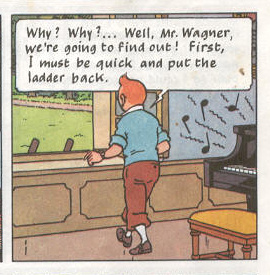 Why? Why?... Well, Mr. Wagner,
we're going to find out! First,
I must be quick and put the
ladder back.